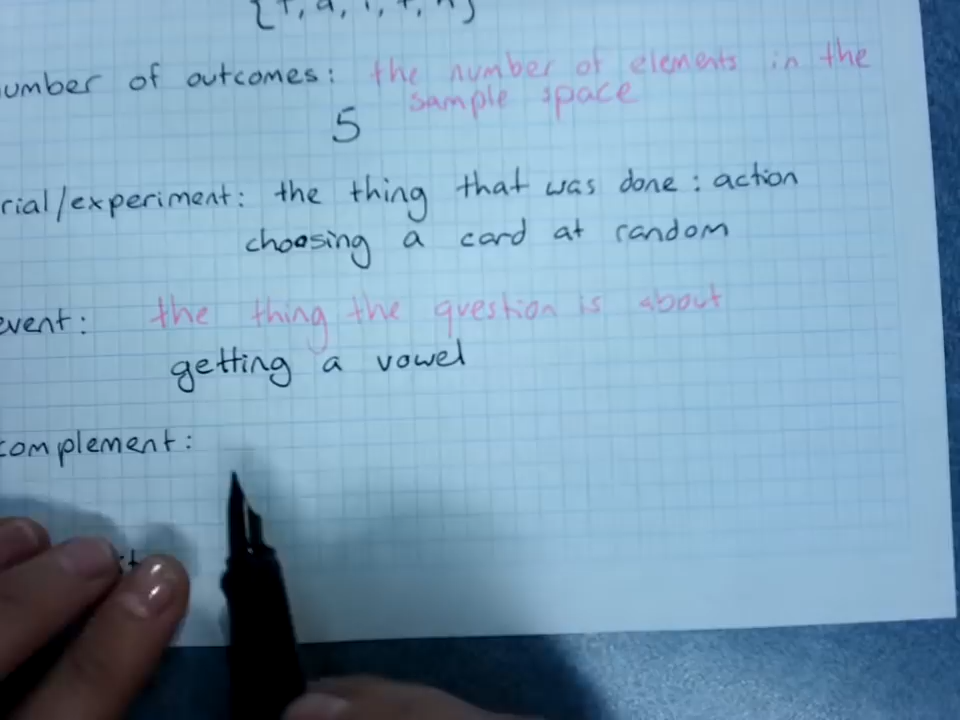 umber of outcomes: the number of elements in the
sample space
5
rial/experiment: the thing that was done: action
choosing a card at random
event: the thing the question is about
getting a vowel
complement: